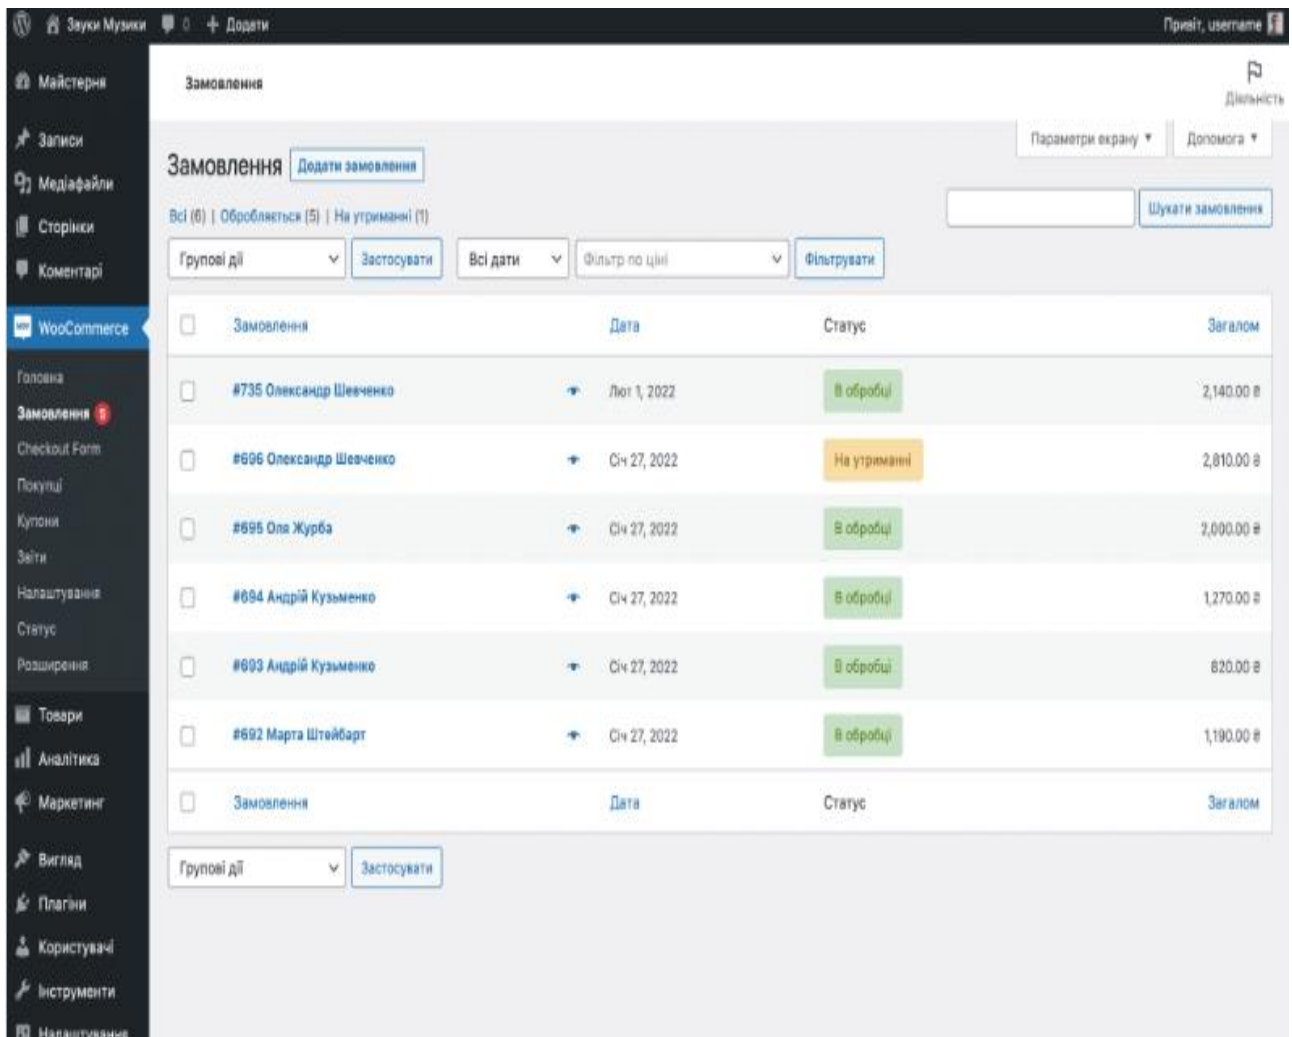 Звуки Музики 0 + Додати Привіт, username
Майстерня
Записи
Медіафайли
Сторінки
Коментарі
WooCommerce
Головна
Замовлення 5
Checkout Form
Покупці
Купони
Звіти
Налаштування
Статус
Розширення
Товари
Аналітика
Маркетинг
Вигляд
Плагіни
Користувачі
Інструменти
Налаштування
Замовлення
Діяльність
Параметри екрану Допомога
Замовлення Додати замовлення
Всі (6) | Обробляється (5) | На утриманні (1)
Шукати замовлення
Групові дії Застосувати Всі дати Фільтр по ціні Фільтрувати
Замовлення Дата Статус Загалом
#735 Олександр Шевченко Лют 1, 2022 В обробці 2,140.00 ₴
#696 Олександр Шевченко Січ 27, 2022 На утриманні 2,810.00 ₴
#695 Оля Журба Січ 27, 2022 В обробці 2,000.00 ₴
#694 Андрій Кузьменко Січ 27, 2022 В обробці 1,270.00 ₴
#693 Андрій Кузьменко Січ 27, 2022 В обробці 820.00 ₴
#692 Марта Штейбарт Січ 27, 2022 В обробці 1,190.00 ₴
Замовлення Дата Статус Загалом
Групові дії Застосувати